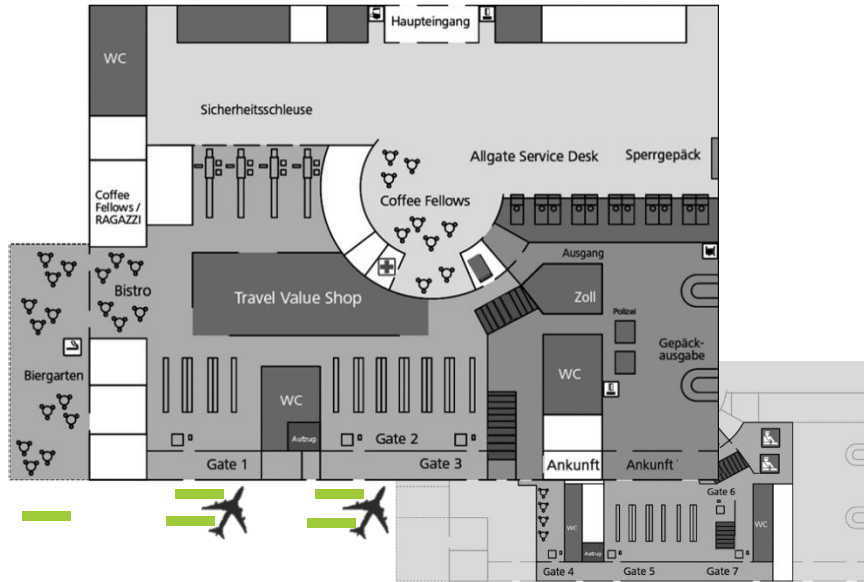 Haupteingang
WC
Sicherheitsschleuse
Allgate Service Desk
Sperrgepäck
Coffee
Fellows /
RAGAZZI
Coffee Fellows
Ausgang
Bistro
Travel Value Shop
Zoll
Polizei
Gepäck-
ausgabe
Biergarten
WC
WC
Aufzug
Gate 1
Gate 2
Gate 3
Ankunft
Ankunft
Gate 6
WC
WC
Aufzug
Gate 4
Gate 5
Gate 7